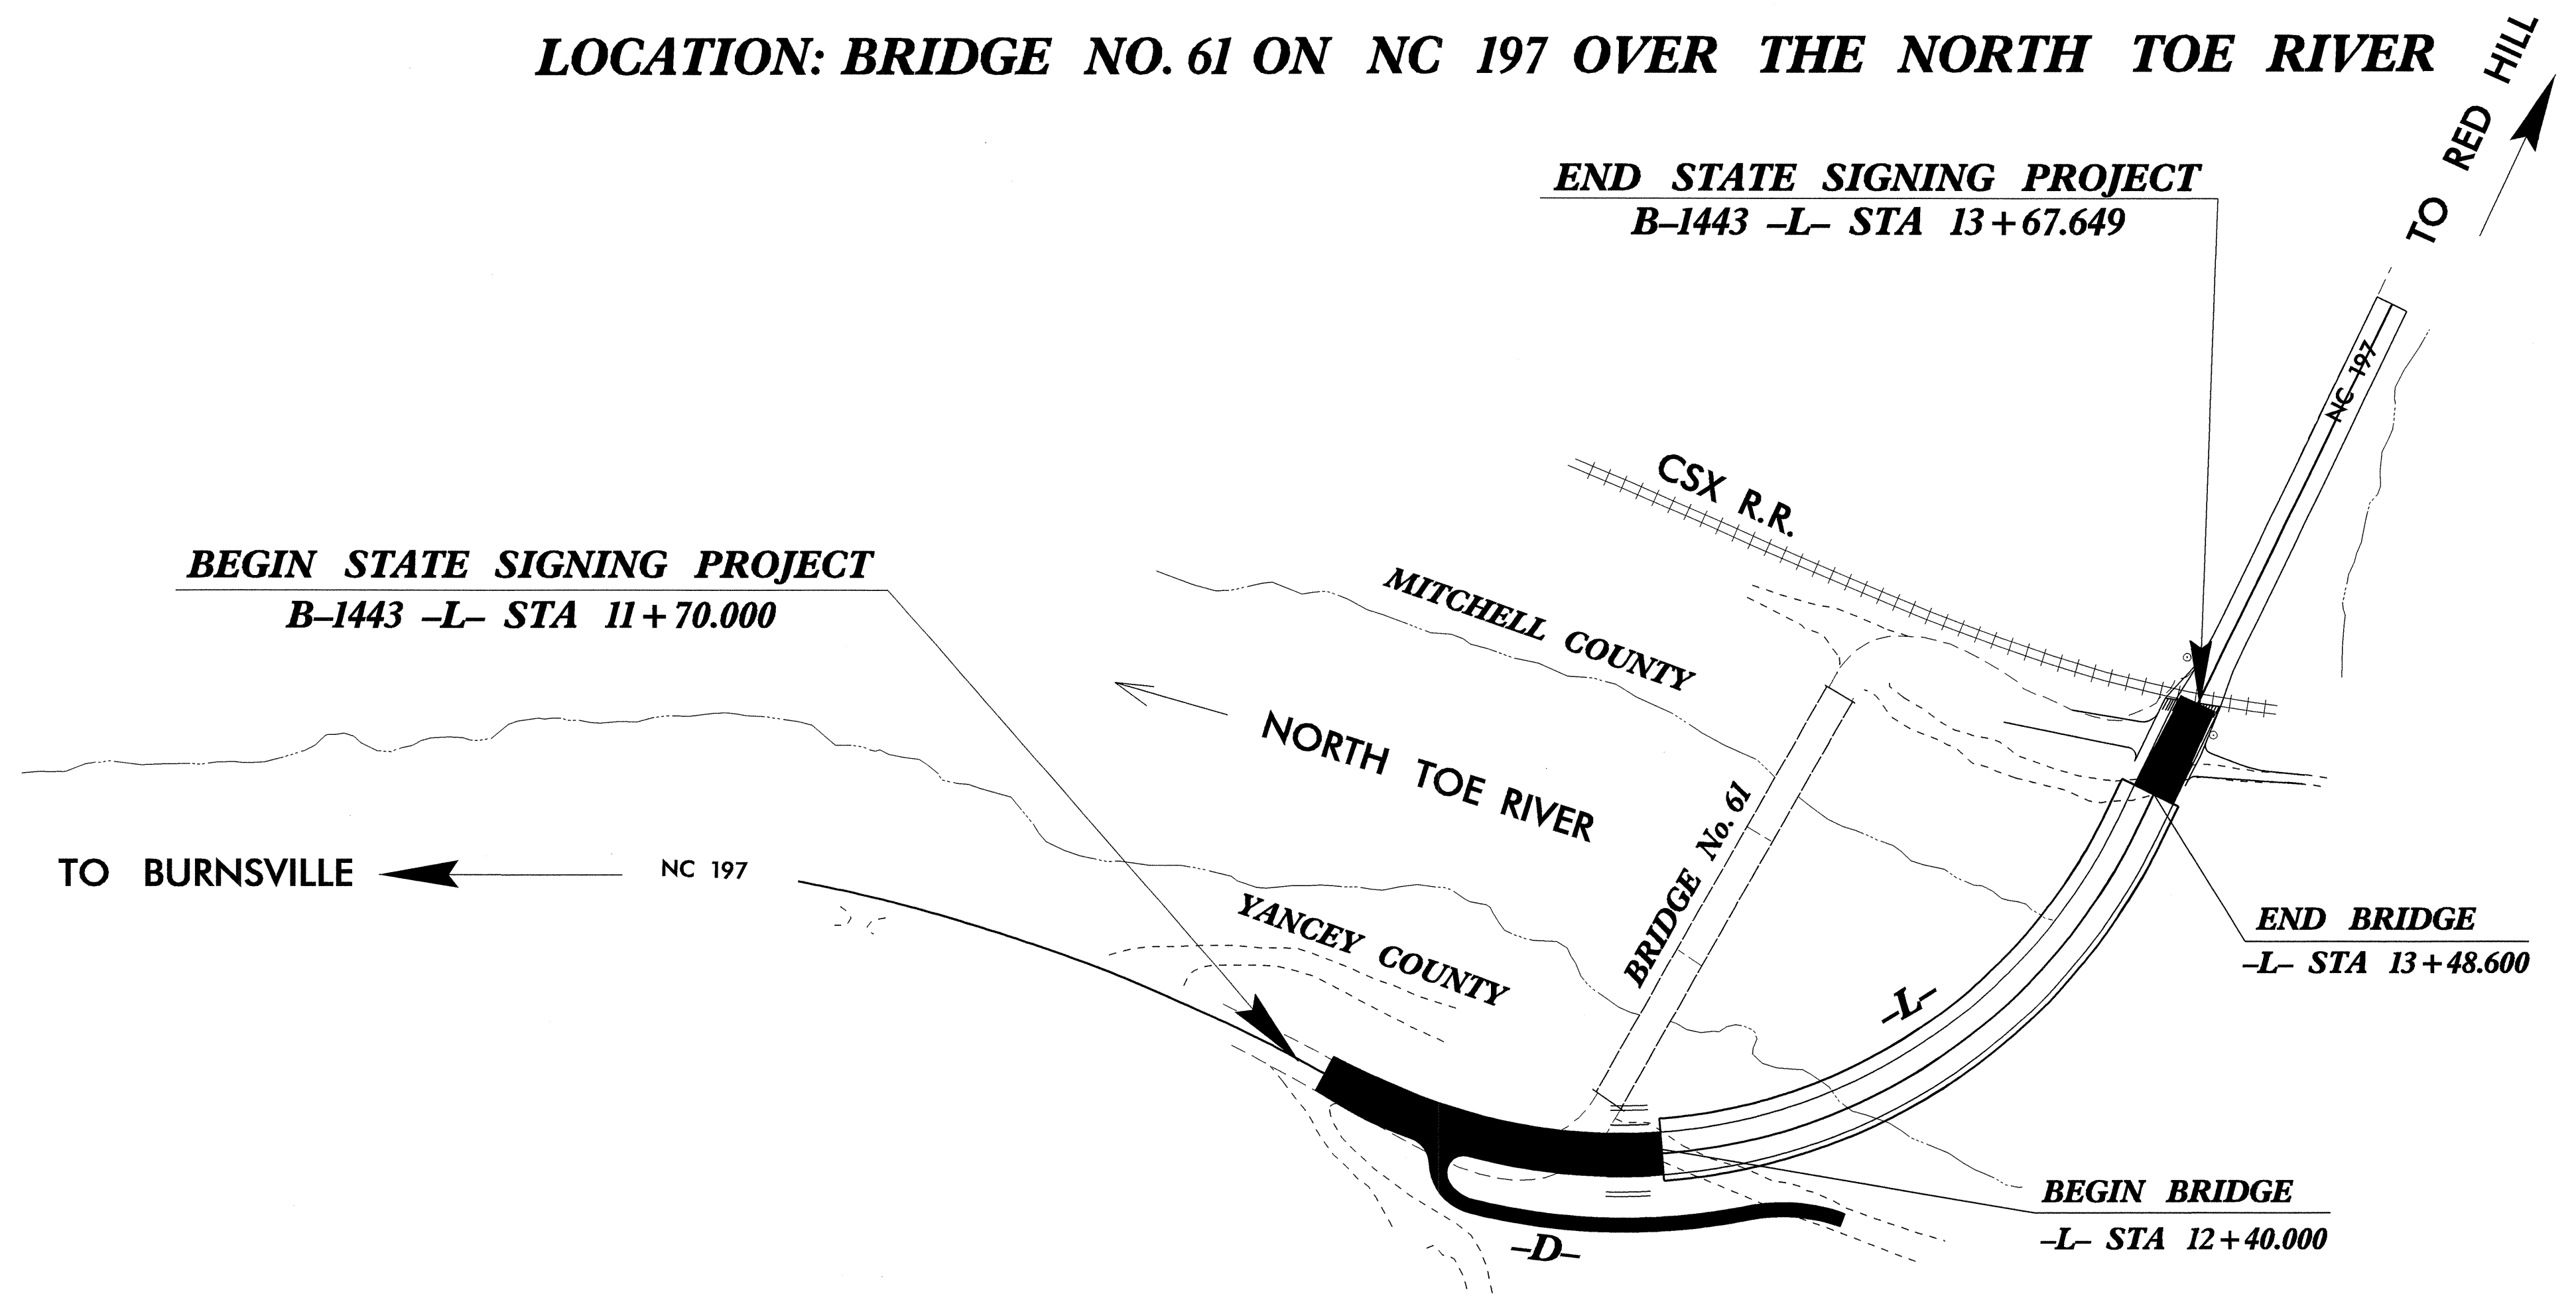 LOCATION: BRIDGE NO. 61 ON NC 197 OVER THE NORTH TOE RIVER
TO RED HILL
END STATE SIGNING PROJECT
B–1443 –L– STA 13+67.649
NC 197
CSX R.R.
BEGIN STATE SIGNING PROJECT
B–1443 –L– STA 11+70.000
MITCHELL COUNTY
NORTH TOE RIVER
BRIDGE No. 61
TO BURNSVILLE
NC 197
YANCEY COUNTY
END BRIDGE
–L– STA 13+48.600
–L–
BEGIN BRIDGE
–L– STA 12+40.000
–D–